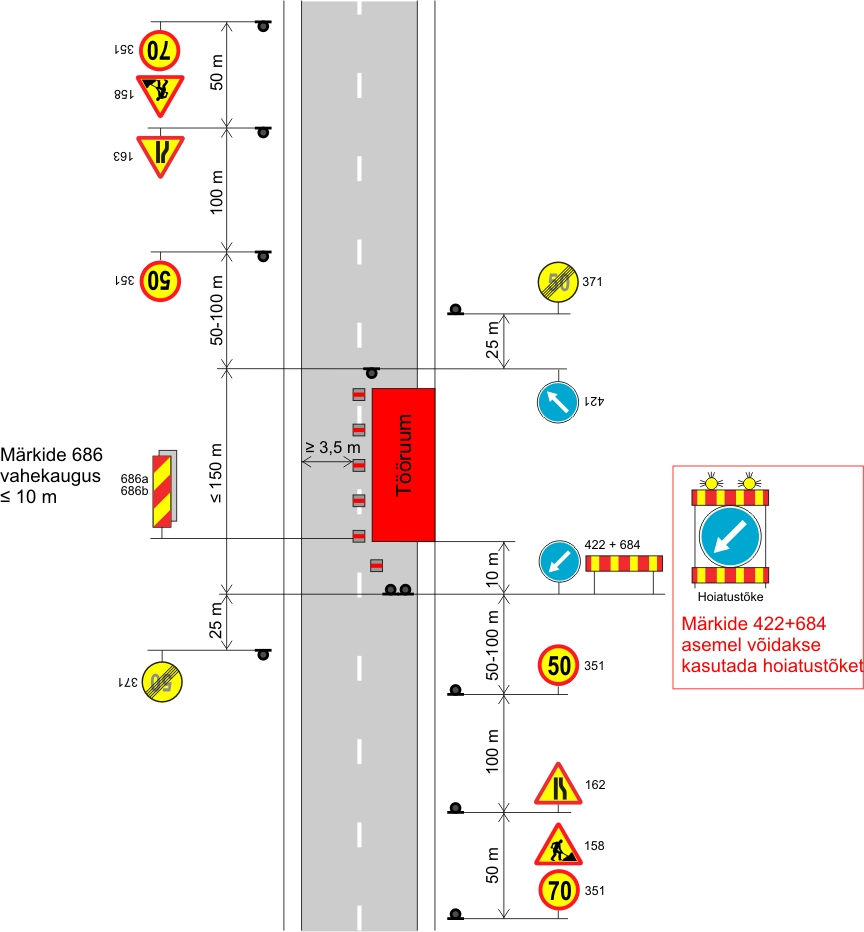 70
351
50 m
158
163
100 m
50
351
50-100 m
50
371
25 m
421
≥ 3,5 m
Tööruum
Märkide 686
vahekaugus
≤ 10 m
686a
686b
≤ 150 m
10 m
422 + 684
Hoiatustõke
Märkide 422+684
asemel võidakse
kasutada hoiatustõket
25 m
50
371
50-100 m
50
351
100 m
162
158
50 m
70
351